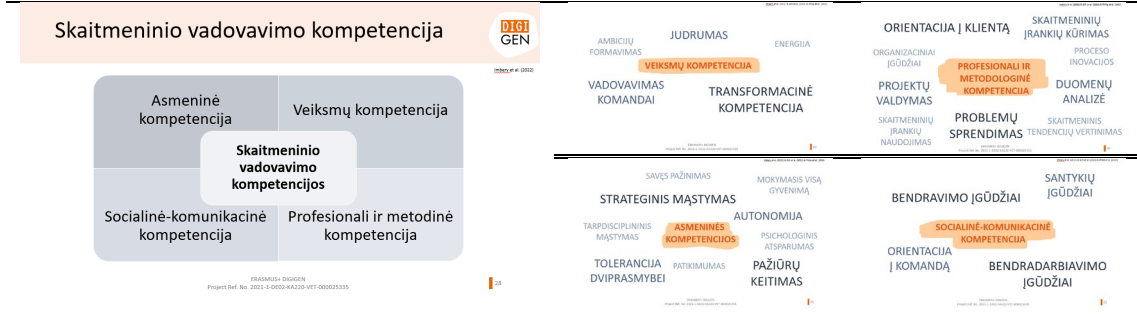 Skaitmeninio vadovavimo kompetencija
DIGI
GEN
Imbery et al. (2022)
Asmeninė
kompetencija
Veiksmų kompetencija
Skaitmeninio
vadovavimo
kompetencijos
Socialinė-komunikacinė
kompetencija
Profesionali ir metodinė
kompetencija
ERASMUS+ DIGIGEN
Project Ref. No. 2021-1-DE02-KA220-VET-000025335
28
JUDRUMAS
AMBICIJŲ
FORMAVIMAS
ENERGIJA
VEIKSMŲ KOMPETENCIJA
VADOVAVIMAS
KOMANDAI
TRANSFORMACINĖ
KOMPETENCIJA
ORIENTACIJA Į KLIENTĄ
SKAITMENINIŲ
ĮRANKIŲ KŪRIMAS
ORGANIZACINIAI
ĮGŪDŽIAI
PROCESO
INOVACIJOS
PROFESIONALI IR
METODOLOGINĖ
KOMPETENCIJA
PROJEKTŲ
VALDYMAS
DUOMENŲ
ANALIZĖ
SKAITMENINIŲ
ĮRANKIŲ
NAUDOJIMAS
PROBLEMŲ
SPRENDIMAS
SKAITMENINIS
TENDENCIJŲ VERTINIMAS
SAVĘS PAŽINIMAS
MOKYMASIS VISĄ
GYVENIMĄ
STRATEGINIS MĄSTYMAS
AUTONOMIJA
TARPDISCIPLININIS
MĄSTYMAS
ASMENINĖS
KOMPETENCIJOS
PSICHOLOGINIS
ATSPARUMAS
TOLERANCIJA
DVIPRASMYBEI
PATIKIMUMAS
PAŽIŪRŲ
KEITIMAS
SANTYKIŲ
ĮGŪDŽIAI
BENDRAVIMO ĮGŪDŽIAI
SOCIALINĖ-KOMUNIKACINĖ
KOMPETENCIJA
ORIENTACIJA
Į KOMANDĄ
BENDRADARBIAVIMO
ĮGŪDŽIAI